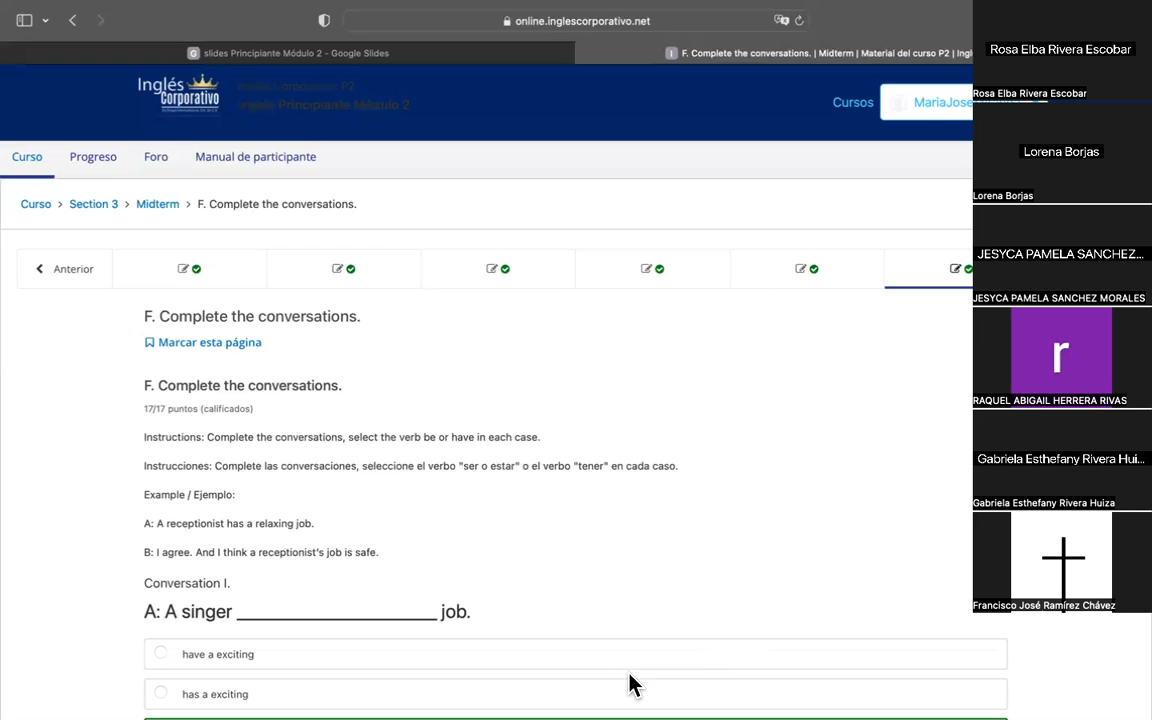 online.inglescorporativo.net
slides Principiante Módulo 2 - Google Slides
F. Complete the conversations. | Midterm | Material del curso P2 | Ingl
Inglés
Corporativo
Principiante Módulo 2
Cursos
MariaJose
Curso
Progreso
Foro
Manual de participante
Curso > Section 3 > Midterm > F. Complete the conversations.
Anterior
F. Complete the conversations.
Marcar esta página
F. Complete the conversations.
17/17 puntos (calificados)
Instructions: Complete the conversations, select the verb be or have in each case.
Instrucciones: Complete las conversaciones, seleccione el verbo "ser o estar" o el verbo "tener" en cada caso.
Example / Ejemplo:
A: A receptionist has a relaxing job.
B: I agree. And I think a receptionist's job is safe.
Conversation I.
A: A singer ____________________ job.
have a exciting
has a exciting
Rosa Elba Rivera Escobar
Rosa Elba Rivera Escobar
Lorena Borjas
Lorena Borjas
JESYCA PAMELA SANCHEZ...
JESYCA PAMELA SANCHEZ MORALES
r
RAQUEL ABIGAIL HERRERA RIVAS
Gabriela Esthefany Rivera Hui...
Gabriela Esthefany Rivera Huiza
Francisco José Ramírez Chávez